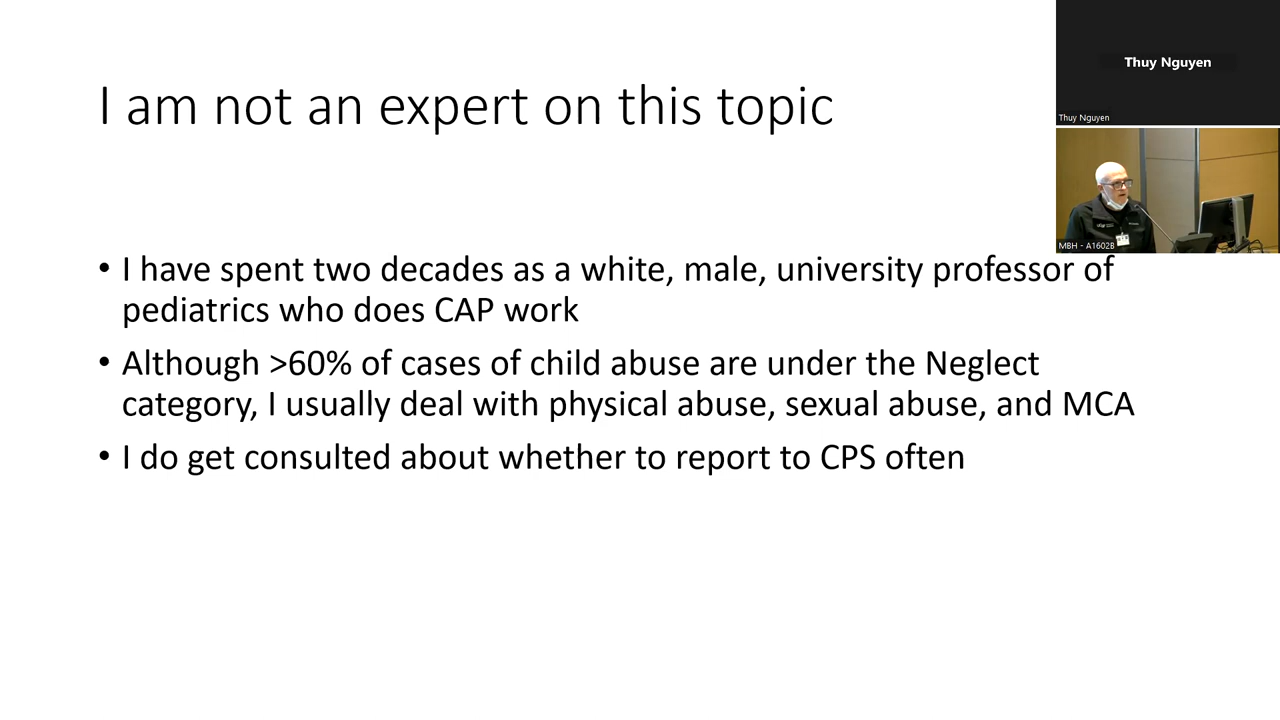 I am not an expert on this topic
• I have spent two decades as a white, male, university professor of
pediatrics who does CAP work
• Although >60% of cases of child abuse are under the Neglect
category, I usually deal with physical abuse, sexual abuse, and MCA
• I do get consulted about whether to report to CPS often
Thuy Nguyen
Thuy Nguyen
MBH - A1602B